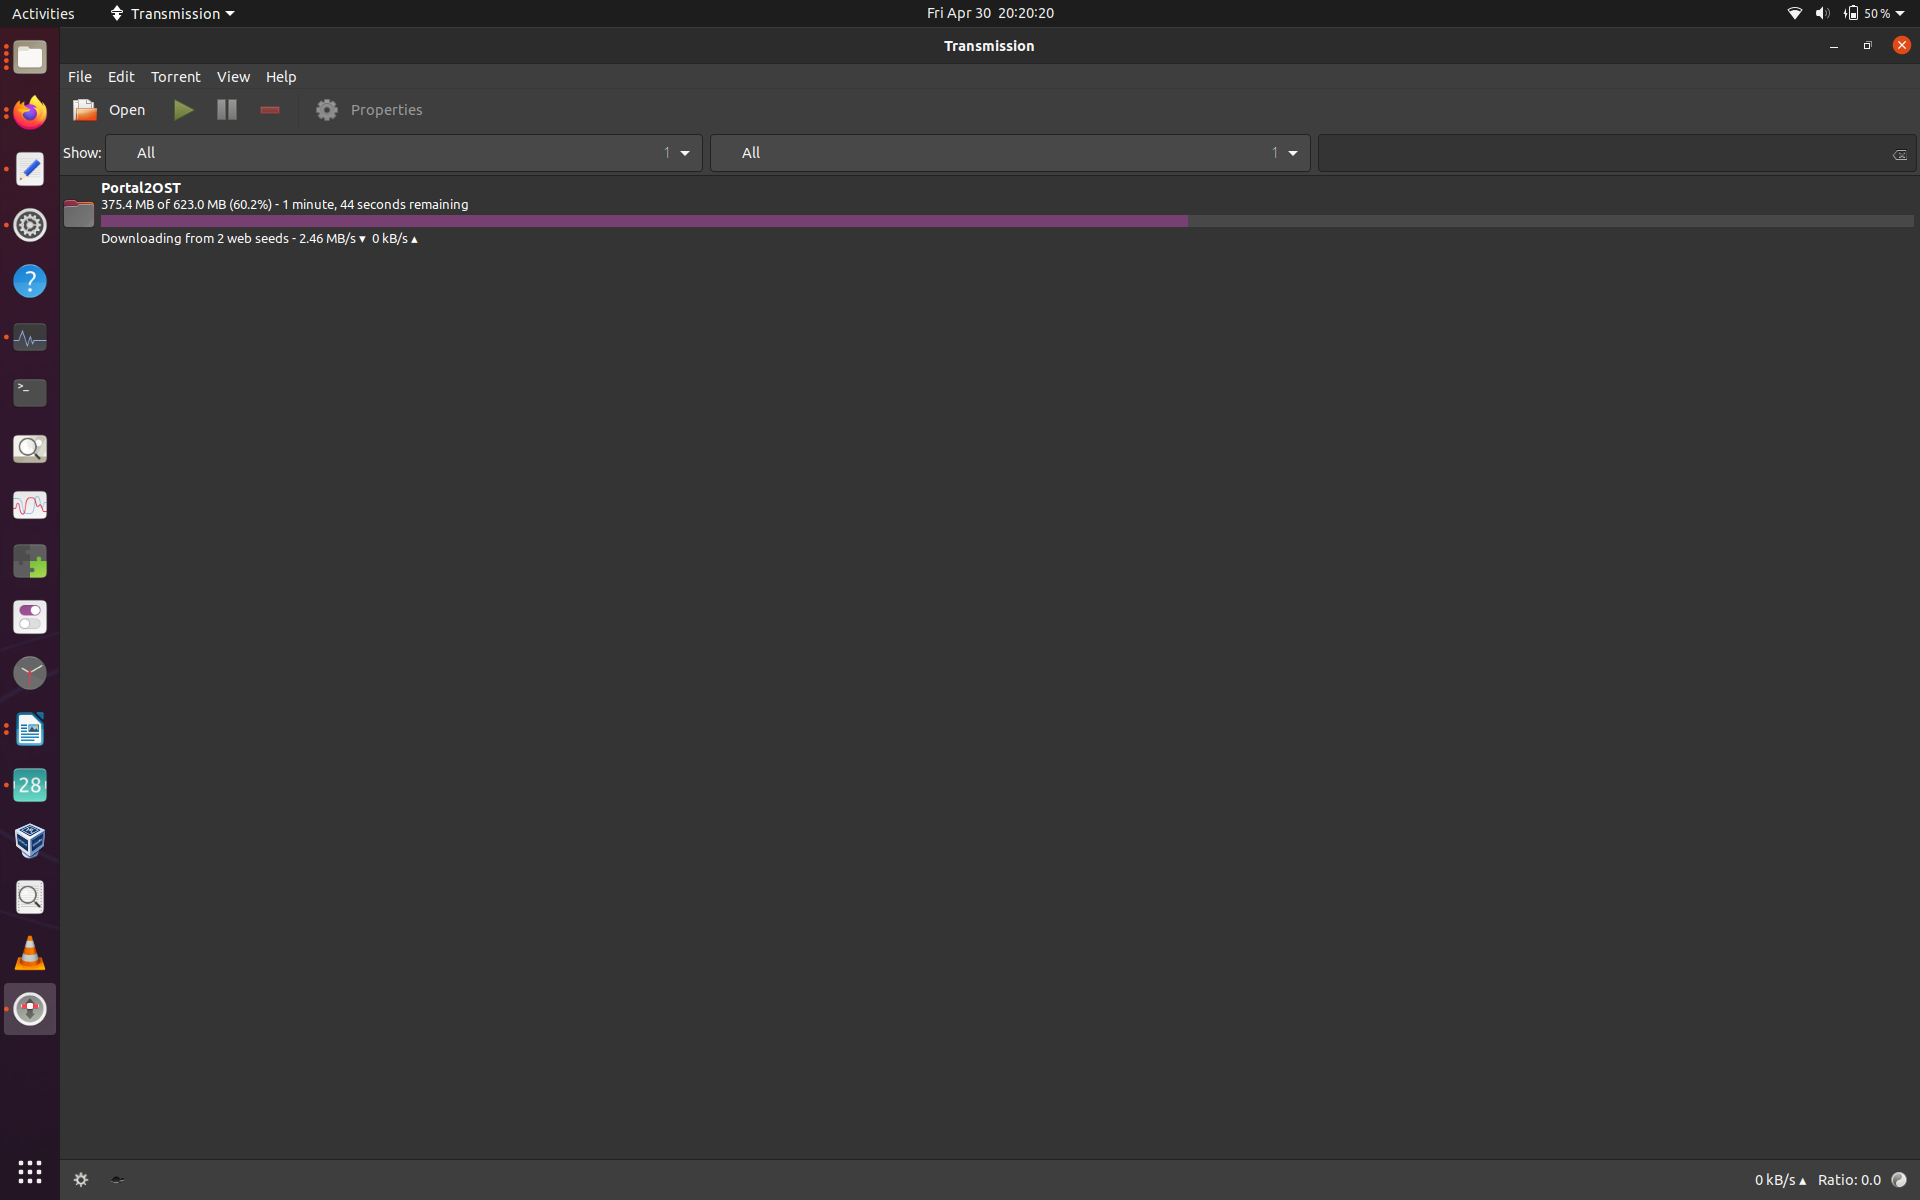 Activities
Transmission
Fri Apr 30  20:20:20
50 %
Transmission
File Edit Torrent View Help
Open
Properties
Show:
All 1
All 1
Portal2OST
375.4 MB of 623.0 MB (60.2%) - 1 minute, 44 seconds remaining
Downloading from 2 web seeds - 2.46 MB/s ▾ 0 kB/s ▴
>_
?
28
0 kB/s ▴ Ratio: 0.0